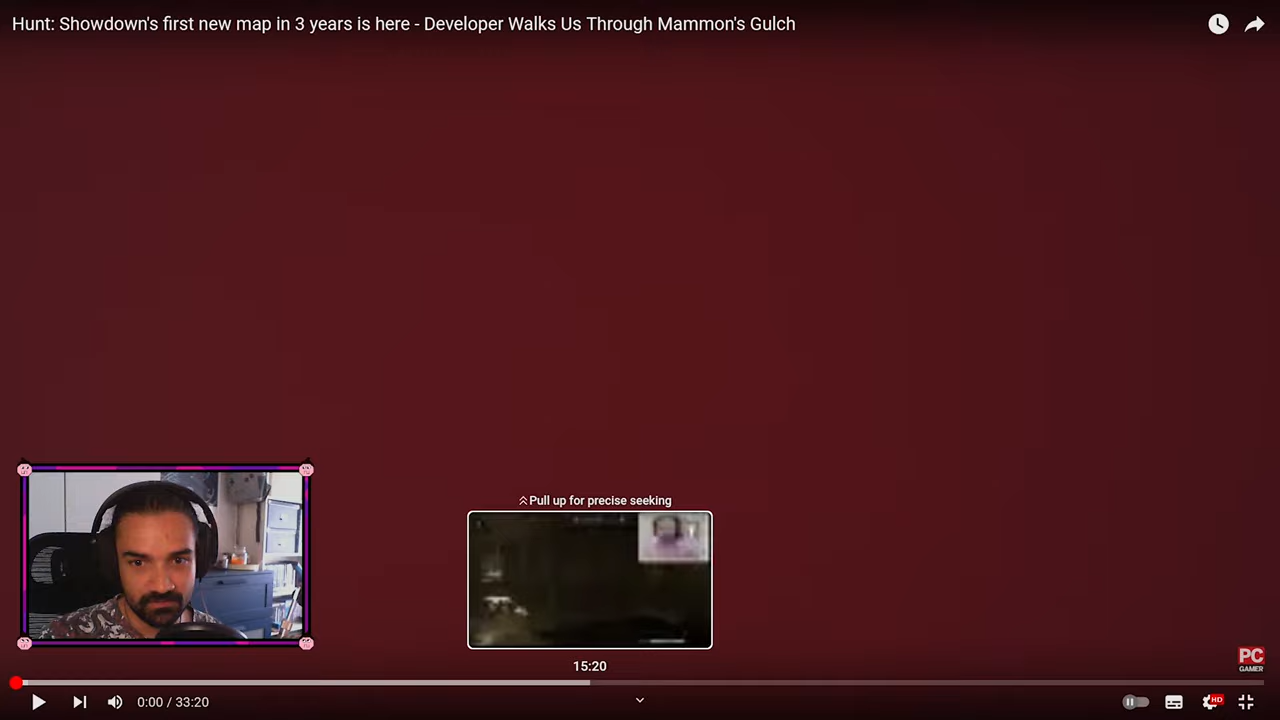 Hunt: Showdown's first new map in 3 years is here - Developer Walks Us Through Mammon's Gulch
Pull up for precise seeking
15:20
PC
GAMER
0:00 / 33:20
HD